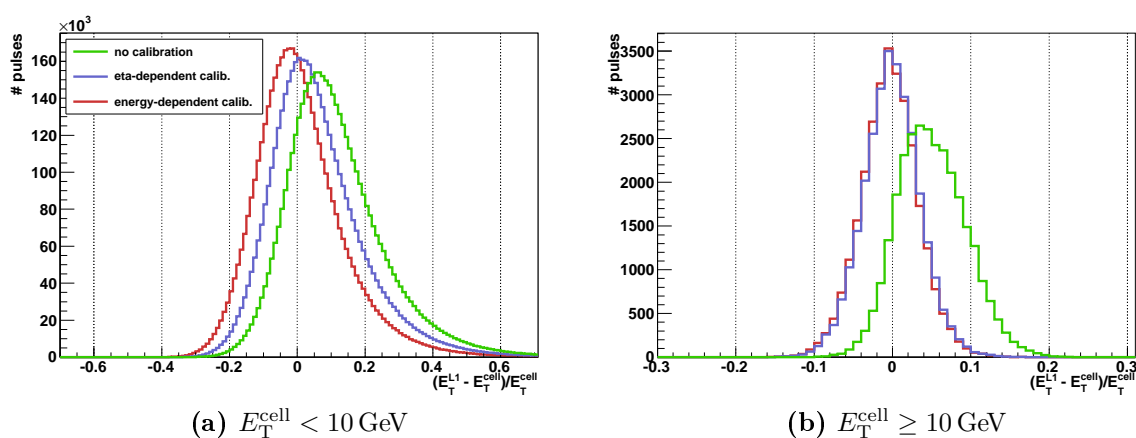 ×10³
# pulses
160
140
120
100
80
60
40
20
0
no calibration
eta-dependent calib.
energy-dependent calib.
-0.6 -0.4 -0.2 0 0.2 0.4 0.6
(E_T^L1 - E_T^cell)/E_T^cell
(a) E_T^cell < 10 GeV
# pulses
3500
3000
2500
2000
1500
1000
500
0
-0.3 -0.2 -0.1 0 0.1 0.2 0.3
(E_T^L1 - E_T^cell)/E_T^cell
(b) E_T^cell ≥ 10 GeV